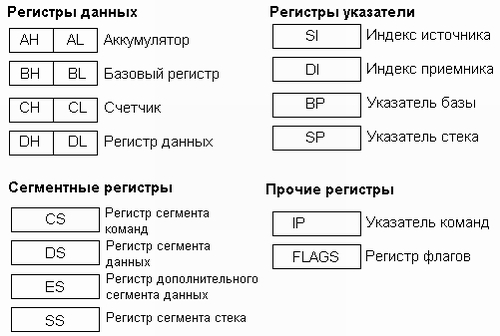 Регистры данных
AH AL Аккумулятор
BH BL Базовый регистр
CH CL Счетчик
DH DL Регистр данных
Регистры указатели
SI Индекс источника
DI Индекс приемника
BP Указатель базы
SP Указатель стека
Сегментные регистры
CS Регистр сегмента
команд
DS Регистр сегмента
данных
ES Регистр дополнительного
сегмента данных
SS Регистр сегмента стека
Прочие регистры
IP Указатель команд
FLAGS Регистр флагов